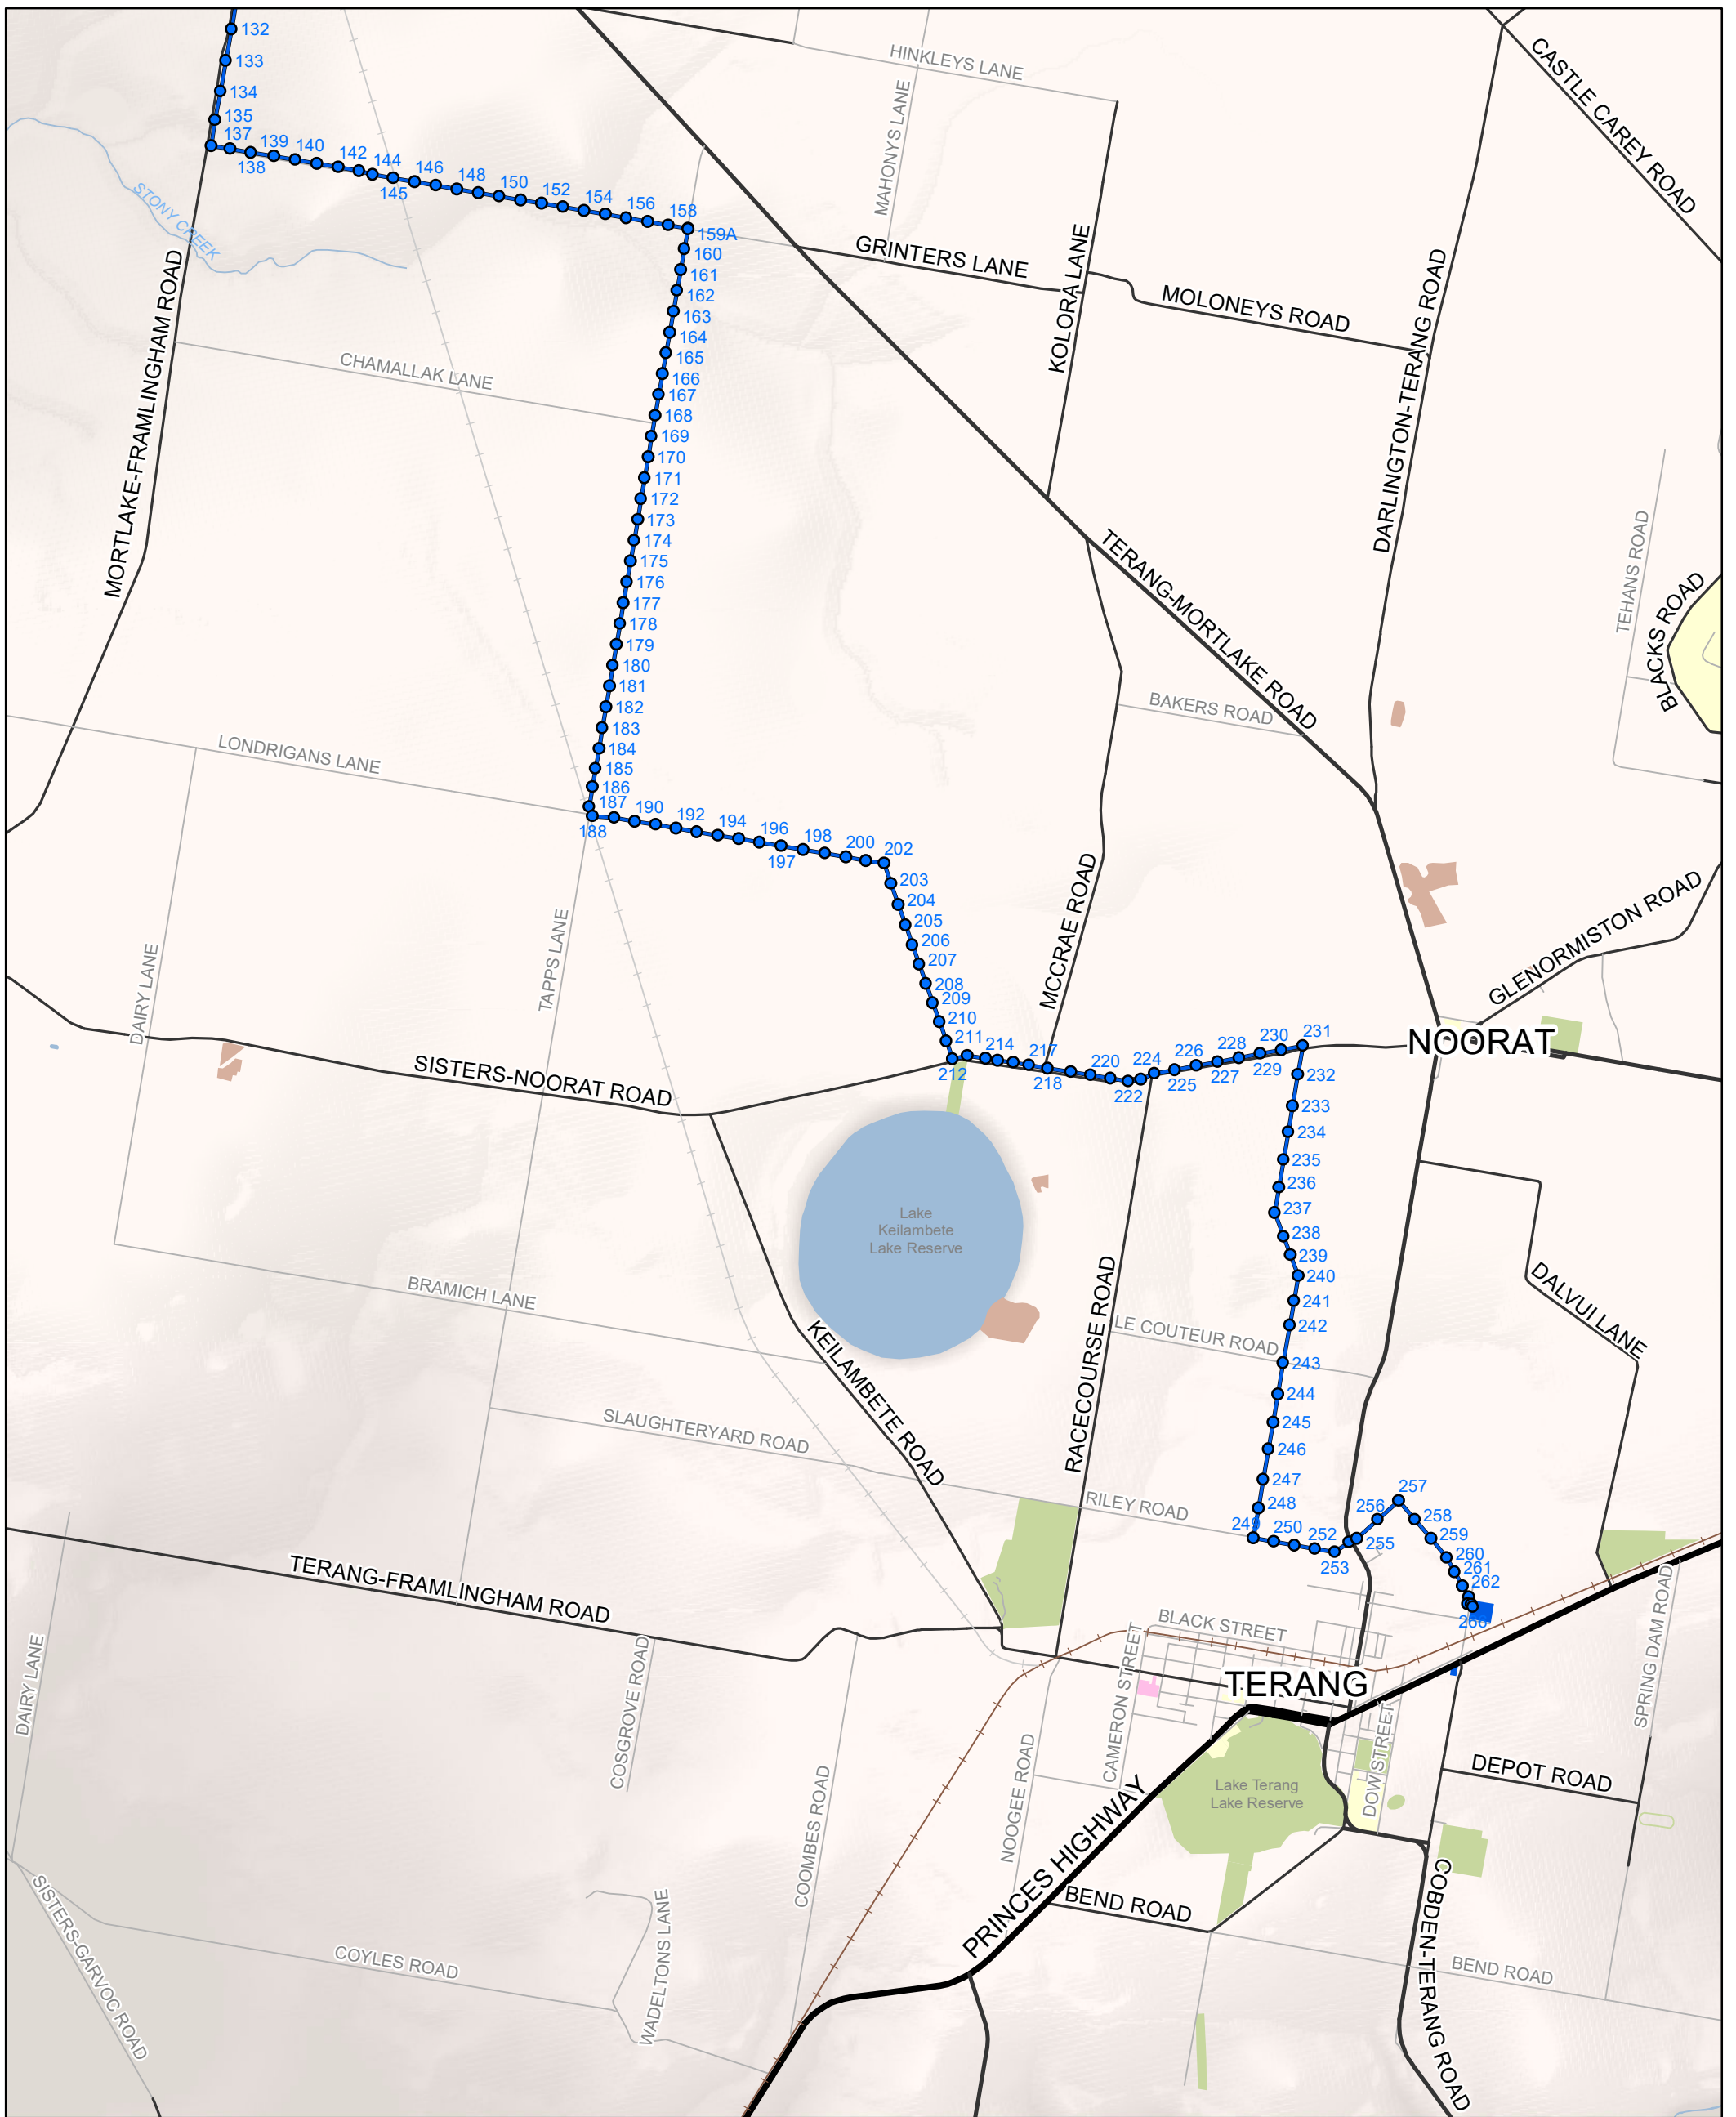 132
133
134
135
137
138
139
140
142
144
145
146
148
150
152
154
156
158
159A
160
161
162
163
164
165
166
167
168
169
170
171
172
173
174
175
176
177
178
179
180
181
182
183
184
185
186
187
188
190
192
194
196
197
198
200
202
203
204
205
206
207
208
209
210
211
212
214
217
218
220
222
224
225
226
227
228
229
230
231
232
233
234
235
236
237
238
239
240
241
242
243
244
245
246
247
248
249
250
252
253
255
256
257
258
259
260
261
262
266
HINKLEYS LANE
MAHONYS LANE
CASTLE CAREY ROAD
STONY CREEK
GRINTERS LANE
KOLORA LANE
MOLONEYS ROAD
DARLINGTON-TERANG ROAD
MORTLAKE-FRAMLINGHAM ROAD
CHAMALLAK LANE
TERANG-MORTLAKE ROAD
TEHANS ROAD
BLACKS ROAD
BAKERS ROAD
LONDRIGANS LANE
MCCRAE ROAD
GLENORMISTON ROAD
TAPPS LANE
DAIRY LANE
NOORAT
SISTERS-NOORAT ROAD
Lake
Keilambete
Lake Reserve
BRAMICH LANE
KEILAMBETE ROAD
RACECOURSE ROAD
LE COUTEUR ROAD
DALVUI LANE
SLAUGHTERYARD ROAD
RILEY ROAD
TERANG-FRAMLINGHAM ROAD
BLACK STREET
CAMERON STREET
TERANG
DAIRY LANE
COSGROVE ROAD
SPRING DAM ROAD
DOW STREET
DEPOT ROAD
Lake Terang
Lake Reserve
NOOGEE ROAD
COOMBES ROAD
PRINCES HIGHWAY
BEND ROAD
COBDEN-TERANG ROAD
SISTERS-GARVOC ROAD
COYLES ROAD
WADELTONS LANE
BEND ROAD